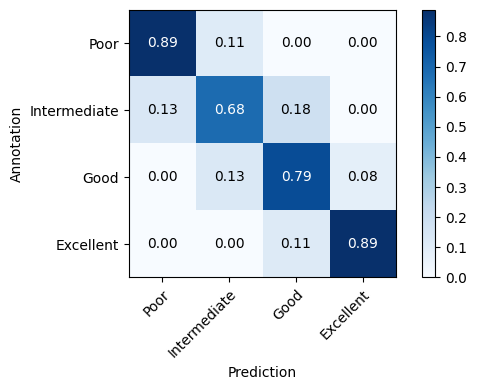 Annotation
Poor 0.89 0.11 0.00 0.00
Intermediate 0.13 0.68 0.18 0.00
Good 0.00 0.13 0.79 0.08
Excellent 0.00 0.00 0.11 0.89
Poor Intermediate Good Excellent
Prediction
0.8
0.7
0.6
0.5
0.4
0.3
0.2
0.1
0.0